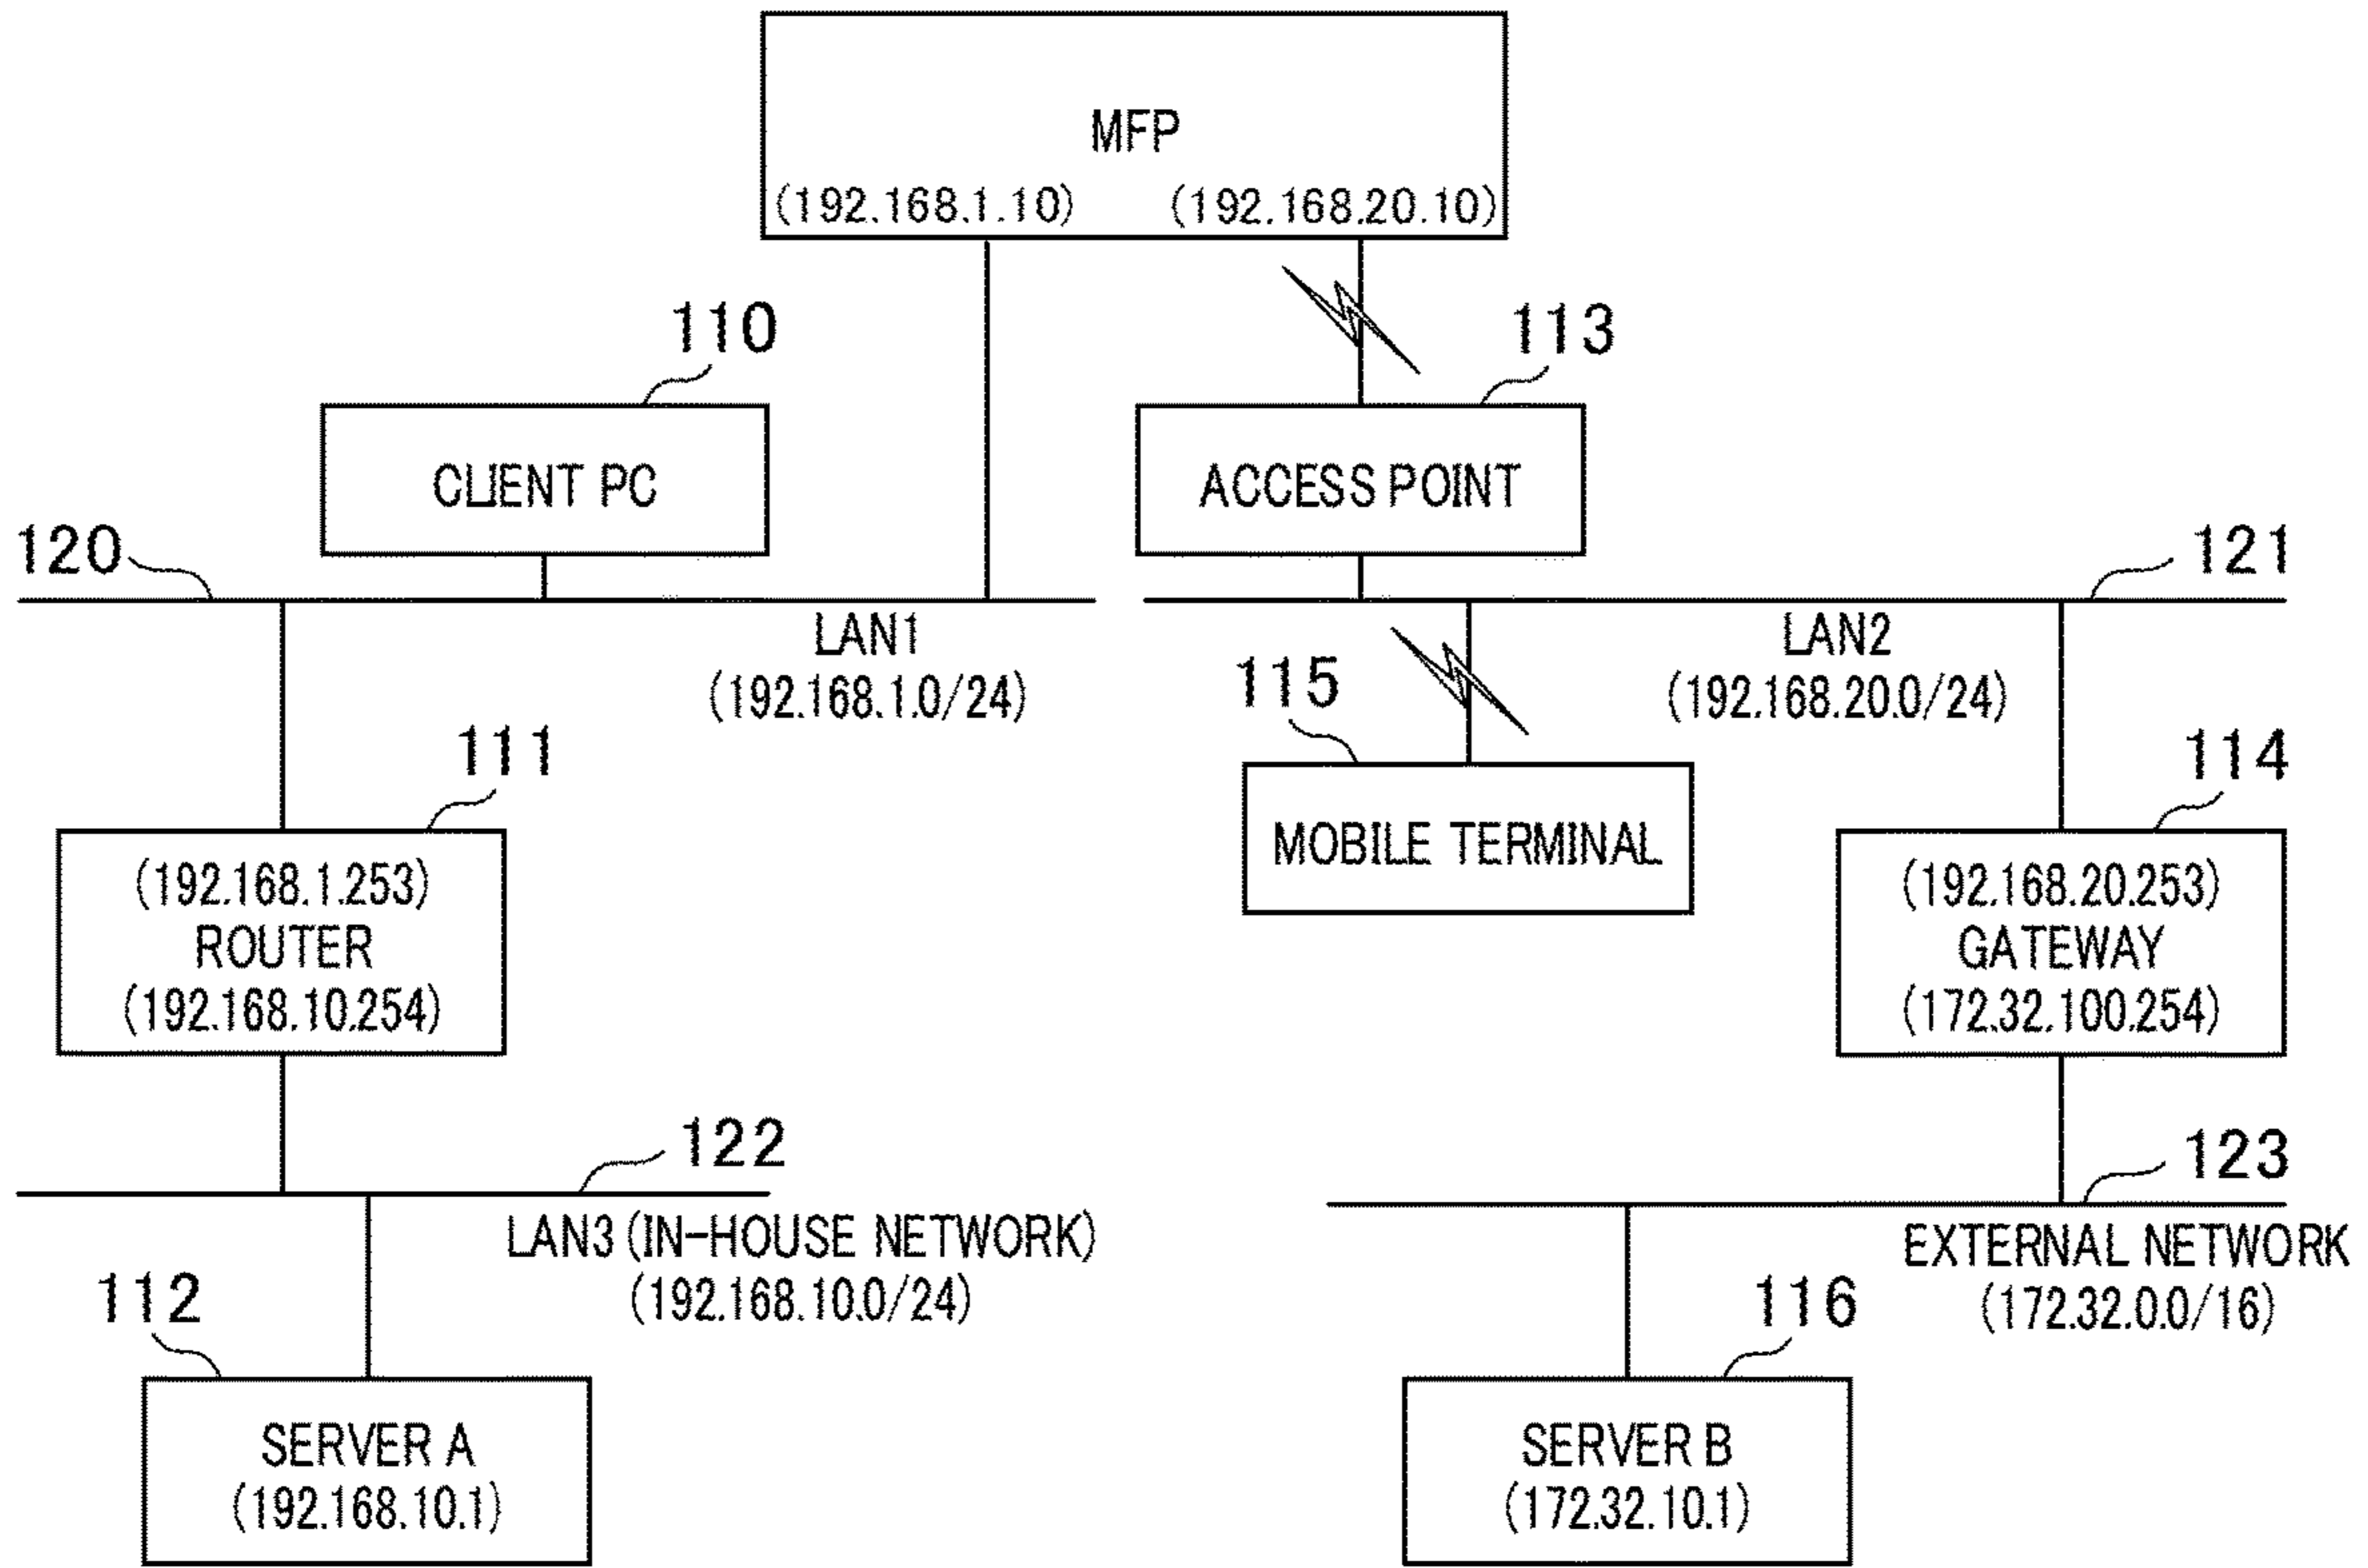 MFP
(192.168.1.10)
(192.168.20.10)
110
113
CLIENT PC
ACCESS POINT
120
121
LAN1
(192.168.1.0/24)
LAN2
(192.168.20.0/24)
115
111
114
MOBILE TERMINAL
(192.168.1.253)
ROUTER
(192.168.10.254)
(192.168.20.253)
GATEWAY
(172.32.100.254)
122
123
LAN3 (IN-HOUSE NETWORK)
(192.168.10.0/24)
EXTERNAL NETWORK
(172.32.0.0/16)
112
116
SERVER A
(192.168.10.1)
SERVER B
(172.32.10.1)